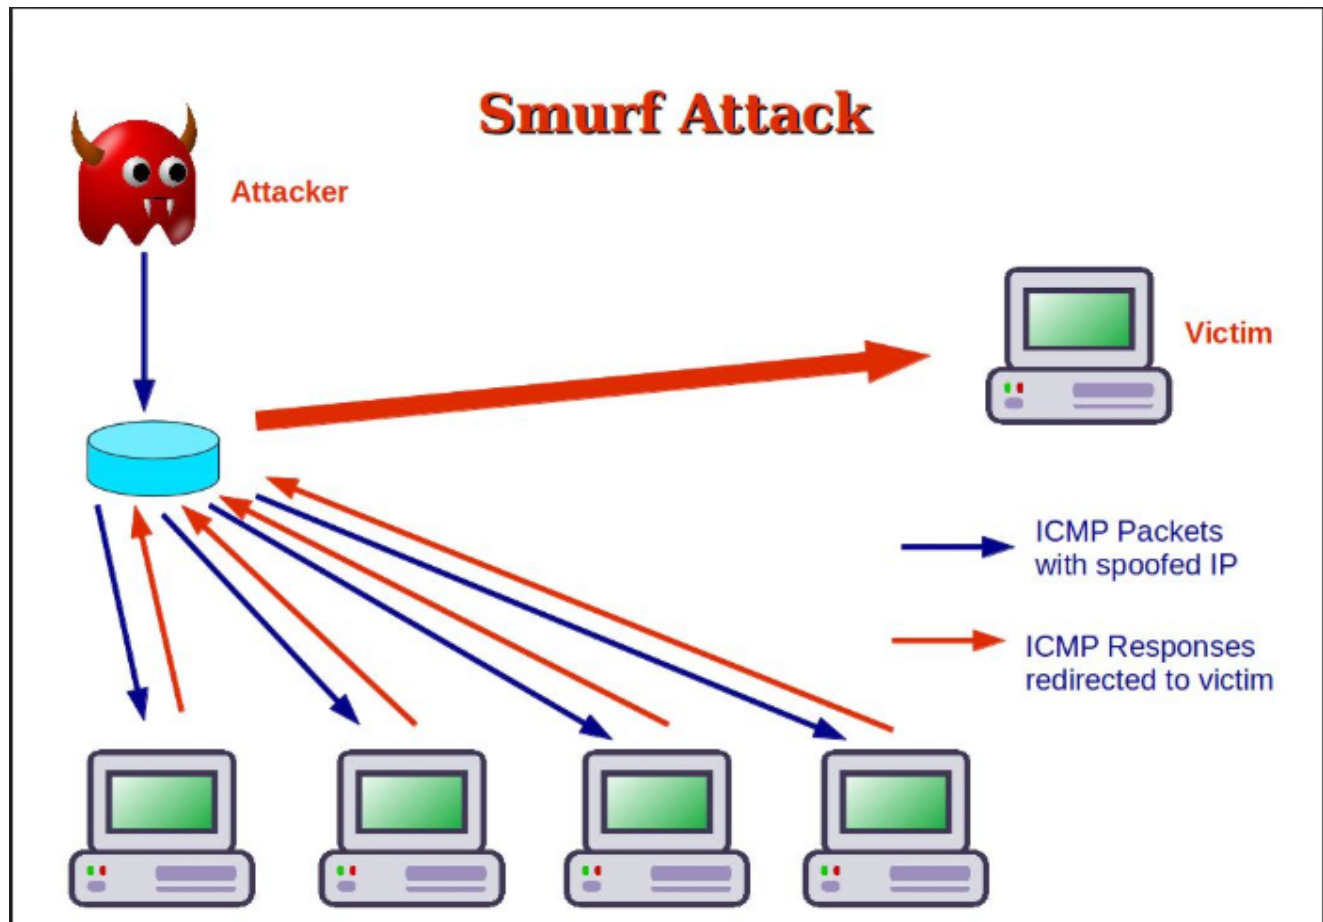 Smurf Attack
Attacker
Victim
ICMP Packets
with spoofed IP
ICMP Responses
redirected to victim